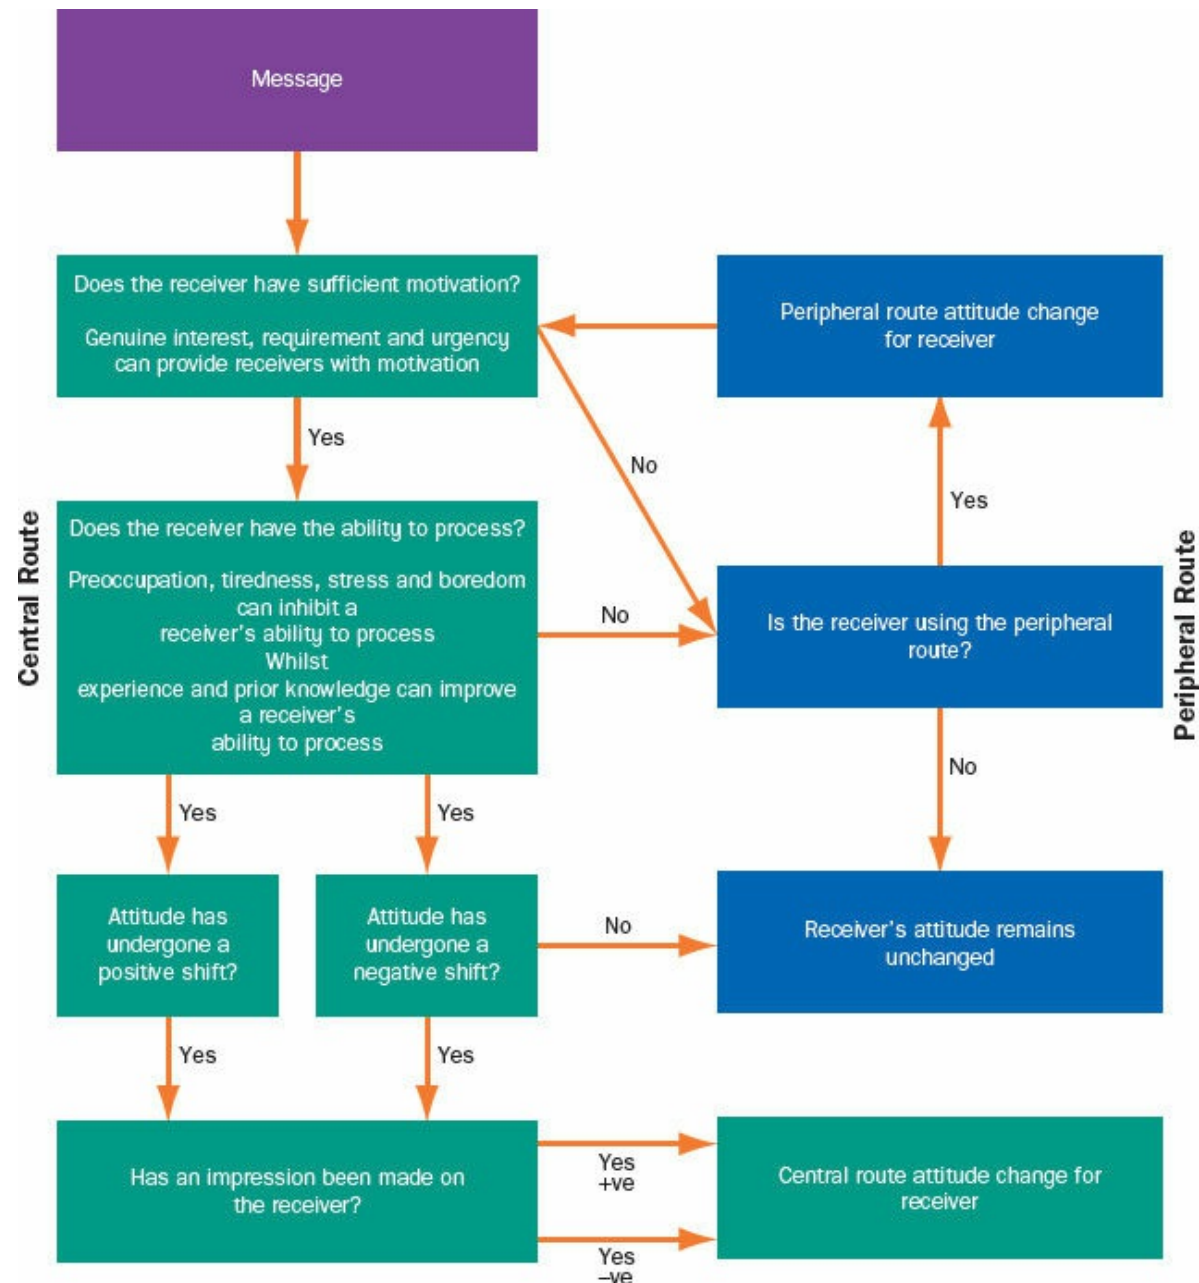 Message
Does the receiver have sufficient motivation?
Genuine interest, requirement and urgency
can provide receivers with motivation
Peripheral route attitude change
for receiver
Yes
No
Yes
Central Route
Does the receiver have the ability to process?
Preoccupation, tiredness, stress and boredom
can inhibit a
receiver's ability to process
Whilst
experience and prior knowledge can improve
a receiver's
ability to process
No
Is the receiver using the peripheral
route?
Peripheral Route
Yes
Yes
No
Attitude has
undergone a
positive shift?
Attitude has
undergone a
negative shift?
No
Receiver's attitude remains
unchanged
Yes
Yes
Has an impression been made on
the receiver?
Yes
+ve
Yes
–ve
Central route attitude change for
receiver